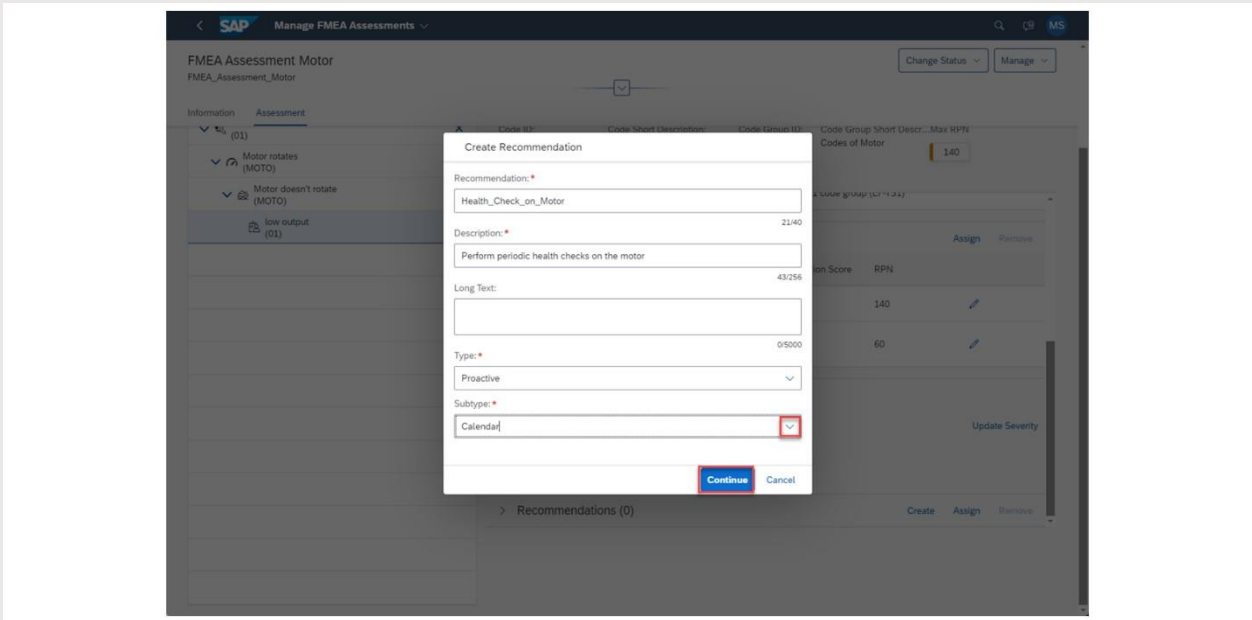 SAP Manage FMEA Assessments MS
FMEA Assessment Motor
FMEA_Assessment_Motor
Change Status Manage
Information Assessment
(01)
Code ID: Code Short Description: Code Group ID: Code Group Short Descr... Max RPN
Codes of Motor
140
Motor rotates
(MOTO)
Motor doesn't rotate
(MOTO)
low output
(01)
Create Recommendation
Recommendation:*
Health_Check_on_Motor
21/40
Description:*
Perform periodic health checks on the motor
43/256
Long Text:
0/5000
Type:*
Proactive
Subtype:*
Calendar
Continue Cancel
Assign Remove
Score RPN
140
60
Update Severity
Recommendations (0) Create Assign Remove